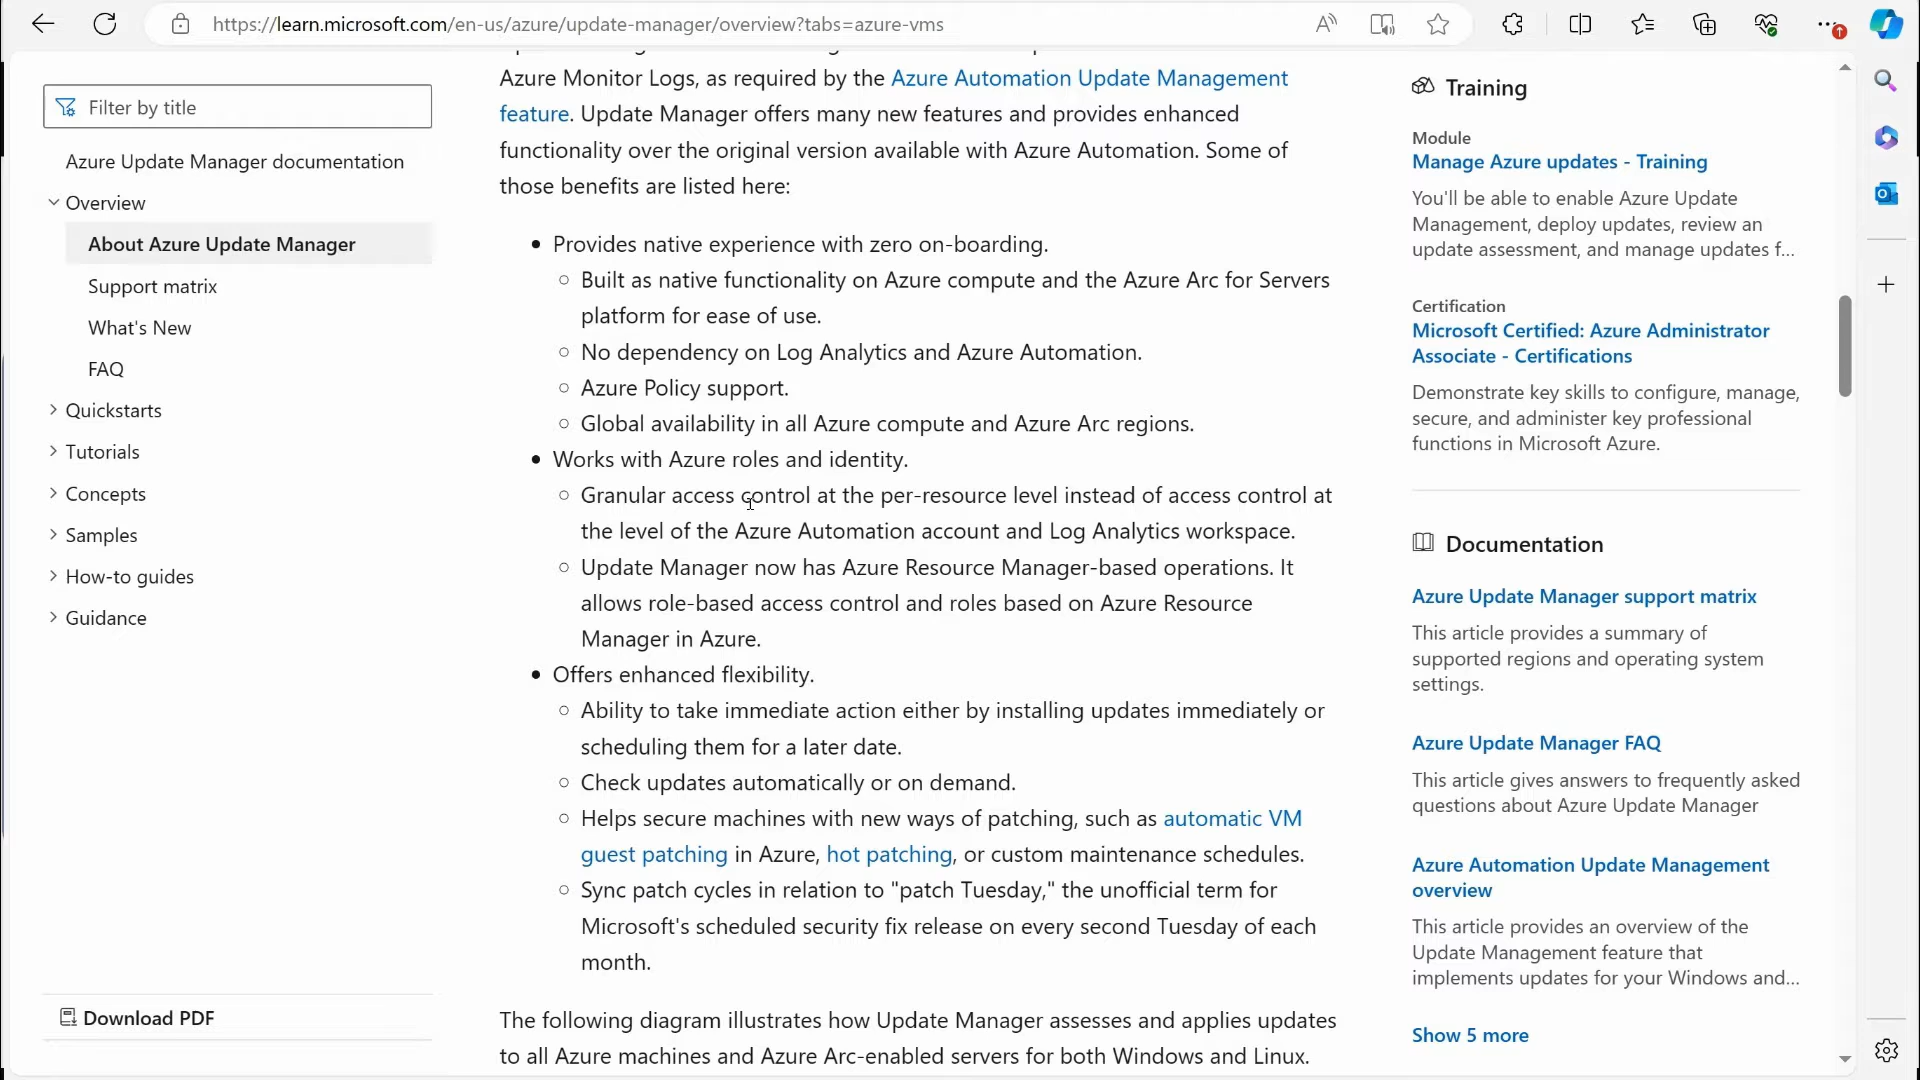 https://learn.microsoft.com/en-us/azure/update-manager/overview?tabs=azure-vms
Filter by title
Azure Update Manager documentation
Overview
About Azure Update Manager
Support matrix
What's New
FAQ
Quickstarts
Tutorials
Concepts
Samples
How-to guides
Guidance
Download PDF
Azure Monitor Logs, as required by the Azure Automation Update Management
feature. Update Manager offers many new features and provides enhanced
functionality over the original version available with Azure Automation. Some of
those benefits are listed here:
Provides native experience with zero on-boarding.
Built as native functionality on Azure compute and the Azure Arc for Servers
platform for ease of use.
No dependency on Log Analytics and Azure Automation.
Azure Policy support.
Global availability in all Azure compute and Azure Arc regions.
Works with Azure roles and identity.
Granular access control at the per-resource level instead of access control at
the level of the Azure Automation account and Log Analytics workspace.
Update Manager now has Azure Resource Manager-based operations. It
allows role-based access control and roles based on Azure Resource
Manager in Azure.
Offers enhanced flexibility.
Ability to take immediate action either by installing updates immediately or
scheduling them for a later date.
Check updates automatically or on demand.
Helps secure machines with new ways of patching, such as automatic VM
guest patching in Azure, hot patching, or custom maintenance schedules.
Sync patch cycles in relation to "patch Tuesday," the unofficial term for
Microsoft's scheduled security fix release on every second Tuesday of each
month.
The following diagram illustrates how Update Manager assesses and applies updates
to all Azure machines and Azure Arc-enabled servers for both Windows and Linux.
Training
Module
Manage Azure updates - Training
You'll be able to enable Azure Update
Management, deploy updates, review an
update assessment, and manage updates f...
Certification
Microsoft Certified: Azure Administrator
Associate - Certifications
Demonstrate key skills to configure, manage,
secure, and administer key professional
functions in Microsoft Azure.
Documentation
Azure Update Manager support matrix
This article provides a summary of
supported regions and operating system
settings.
Azure Update Manager FAQ
This article gives answers to frequently asked
questions about Azure Update Manager
Azure Automation Update Management
overview
This article provides an overview of the
Update Management feature that
implements updates for your Windows and...
Show 5 more